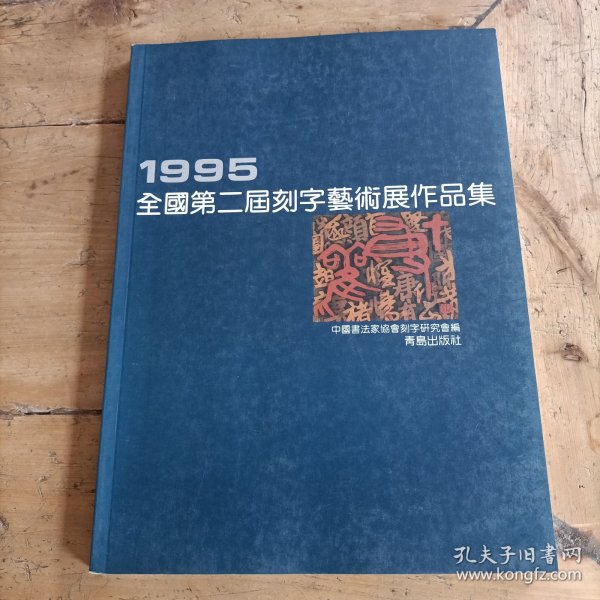 1995
全國第二屆刻字藝術展作品集
中國書法家協會刻字研究會編
青島出版社
孔夫子旧书网
www.kongfz.com